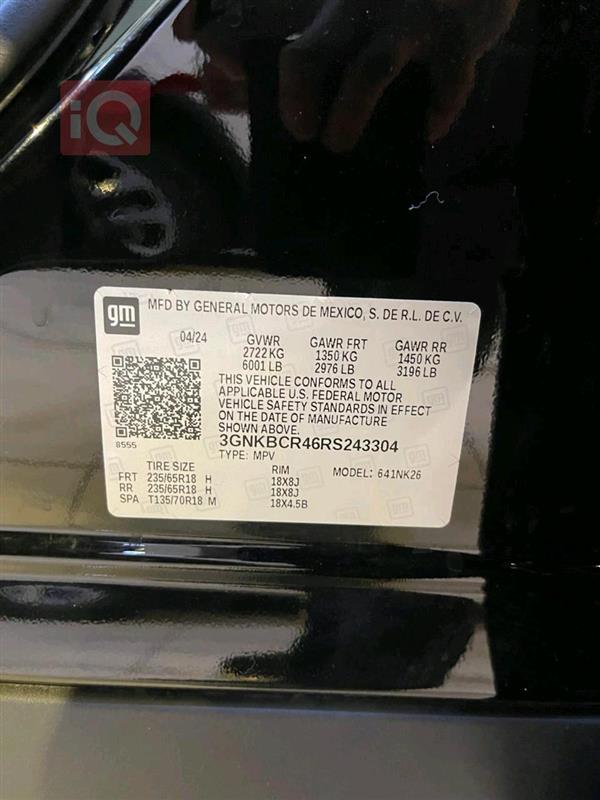 iQ
gm MFD BY GENERAL MOTORS DE MEXICO, S. DE R.L. DE C.V.
04/24 GVWR GAWR FRT GAWR RR
2722 KG 1350 KG 1450 KG
6001 LB 2976 LB 3196 LB
THIS VEHICLE CONFORMS TO ALL
APPLICABLE U.S. FEDERAL MOTOR
VEHICLE SAFETY STANDARDS IN EFFECT
ON THE DATE OF MANUFACTURE
SHOWN ABOVE.
8555 3GNKBCR46RS243304
TYPE: MPV MODEL: 641NK26
TIRE SIZE RIM
FRT 235/65R18 H 18X8J
RR 235/65R18 H 18X8J
SPA T135/70R18 M 18X4.5B